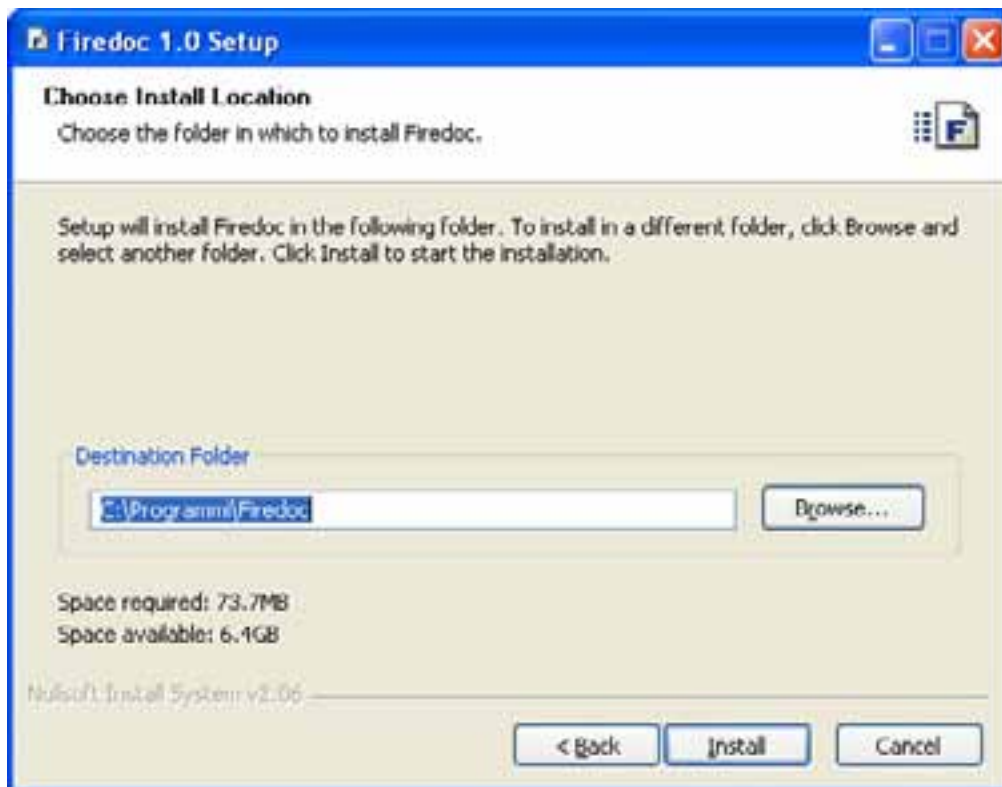 Firedoc 1.0 Setup
Choose Install Location
Choose the folder in which to install Firedoc.
F
Setup will install Firedoc in the following folder. To install in a different folder, click Browse and
select another folder. Click Install to start the installation.
Destination Folder
C:\Programmi\Firedoc
Browse...
Space required: 73.7MB
Space available: 6.4GB
Nullsoft Install System v2.06
< Back
Install
Cancel